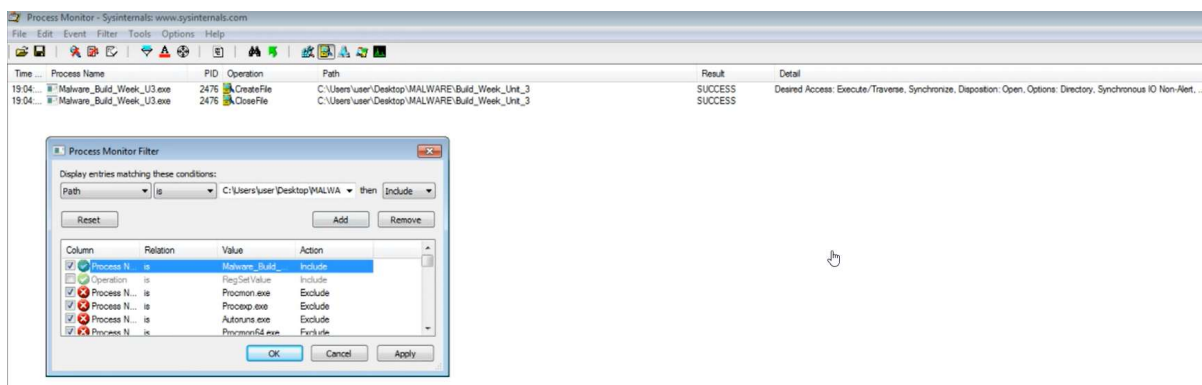 Process Monitor - Sysinternals: www.sysinternals.com
File Edit Event Filter Tools Options Help
Time ... Process Name PID Operation Path Result Detail
19:04:... Malware_Build_Week_U3.exe 2476 CreateFile C:\Users\user\Desktop\MALWARE\Build_Week_Unit_3 SUCCESS Desired Access: Execute/Traverse, Synchronize, Disposition: Open, Options: Directory, Synchronous IO Non-Alert, ...
19:04:... Malware_Build_Week_U3.exe 2476 CloseFile C:\Users\user\Desktop\MALWARE\Build_Week_Unit_3 SUCCESS
Process Monitor Filter
Display entries matching these conditions:
Path is C:\Users\user\Desktop\MALWA then Include
Reset Add Remove
Column Relation Value Action
Process N... is Malware_Build_... Include
Operation is RegSetValue Include
Process N... is Procmon.exe Exclude
Process N... is Procexp.exe Exclude
Process N... is Autoruns.exe Exclude
Process N... is Procmon64.exe Exclude
OK Cancel Apply